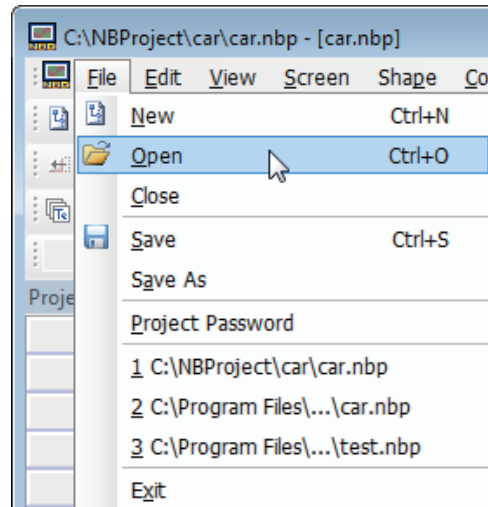 C:\NBProject\car\car.nbp - [car.nbp]
File Edit View Screen Shape Co
New Ctrl+N
Open Ctrl+O
Close
Save Ctrl+S
Save As
Proje
Project Password
1 C:\NBProject\car\car.nbp
2 C:\Program Files\...\car.nbp
3 C:\Program Files\...\test.nbp
Exit